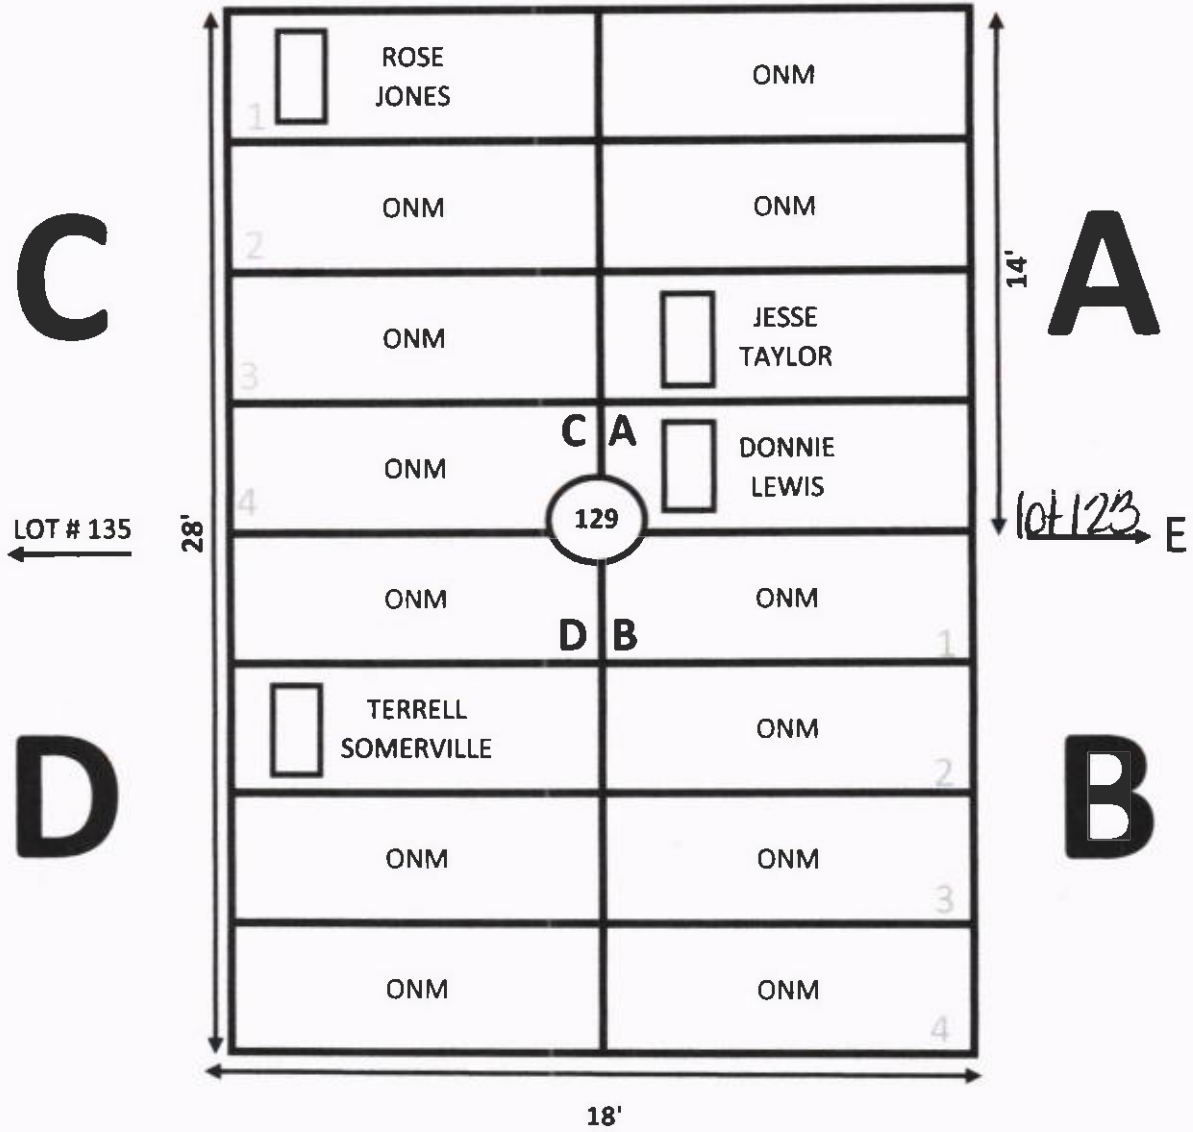 ROSE
JONES
ONM
1
ONM
ONM
2
C
A
ONM
JESSE
TAYLOR
3
14'
C A
ONM
DONNIE
LEWIS
4
129
LOT # 135
28'
lot 123
E
ONM
ONM
D B
1
TERRELL
SOMERVILLE
ONM
2
D
B
ONM
ONM
3
ONM
ONM
4
18'